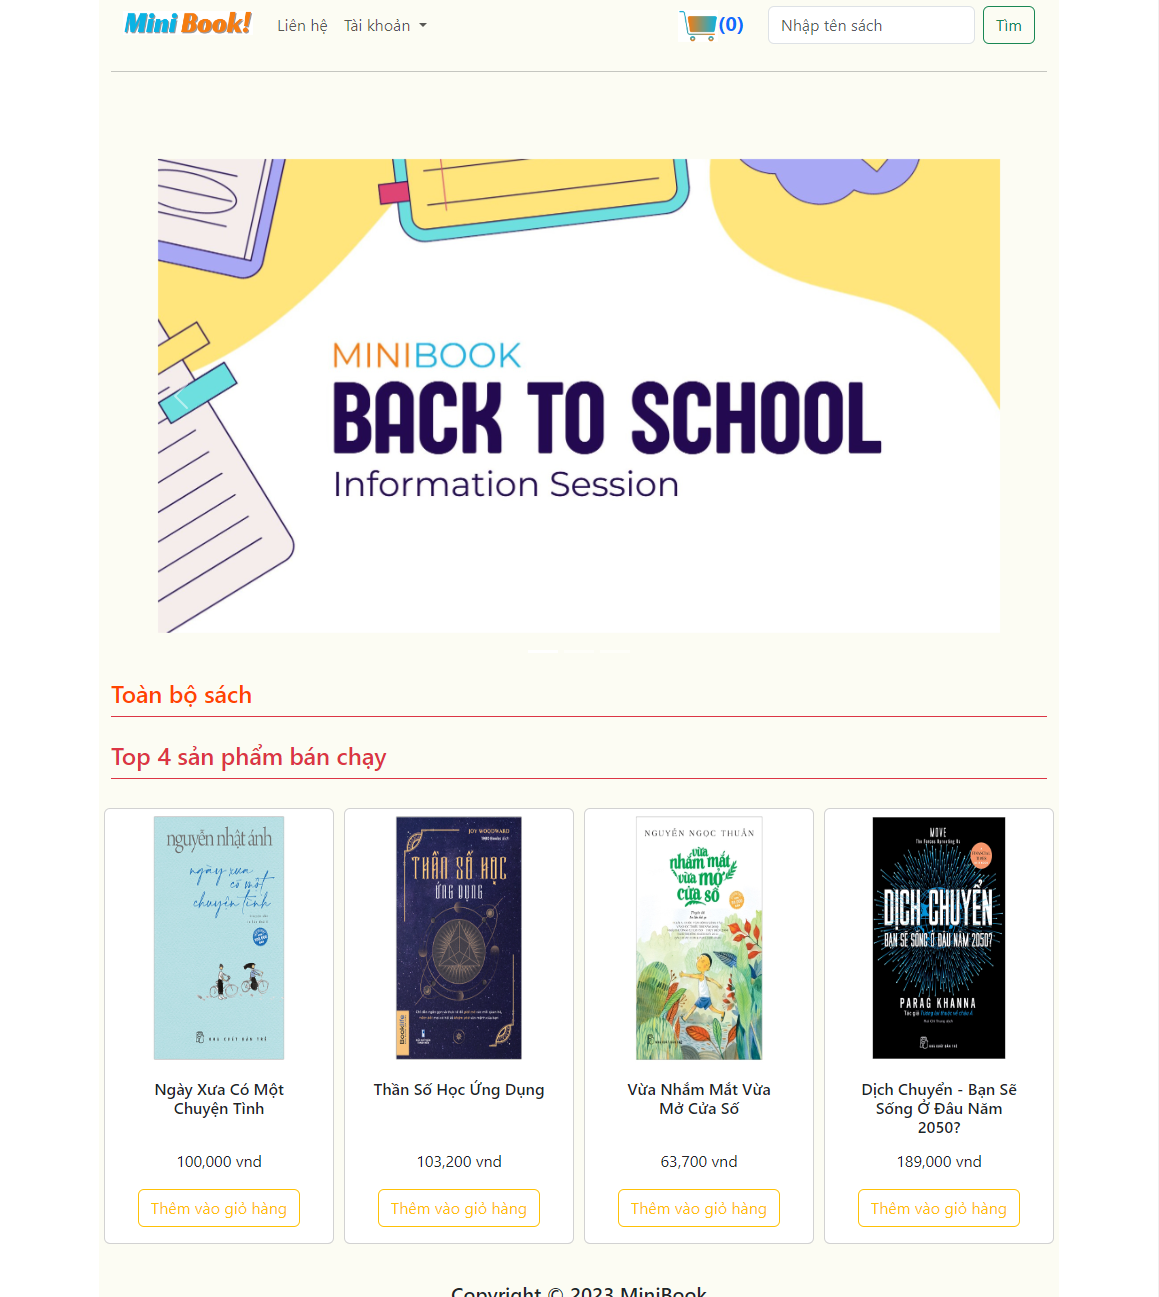 Mini Book!
Liên hệ
Tài khoản
(0)
Nhập tên sách
Tìm
MINIBOOK
BACK TO SCHOOL
Information Session
Toàn bộ sách
Top 4 sản phẩm bán chạy
nguyễn nhật ánh
ngày xưa
có một
chuyện tình
NHÀ XUẤT BẢN TRẺ
JOY WOODWARD
THẦN SỐ HỌC
ỨNG DỤNG
NGUYỄN NGỌC THUẦN
vừa
nhắm mắt
vừa mở
cửa sổ
MOVE
DỊCH CHUYỂN
BẠN SẼ SỐNG Ở ĐÂU NĂM 2050?
PARAG KHANNA
Ngày Xưa Có Một
Chuyện Tình
Thần Số Học Ứng Dụng
Vừa Nhắm Mắt Vừa
Mở Cửa Sổ
Dịch Chuyển - Bạn Sẽ
Sống Ở Đâu Năm
2050?
100,000 vnd
103,200 vnd
63,700 vnd
189,000 vnd
Thêm vào giỏ hàng
Thêm vào giỏ hàng
Thêm vào giỏ hàng
Thêm vào giỏ hàng
Copyright © 2023 MiniBook